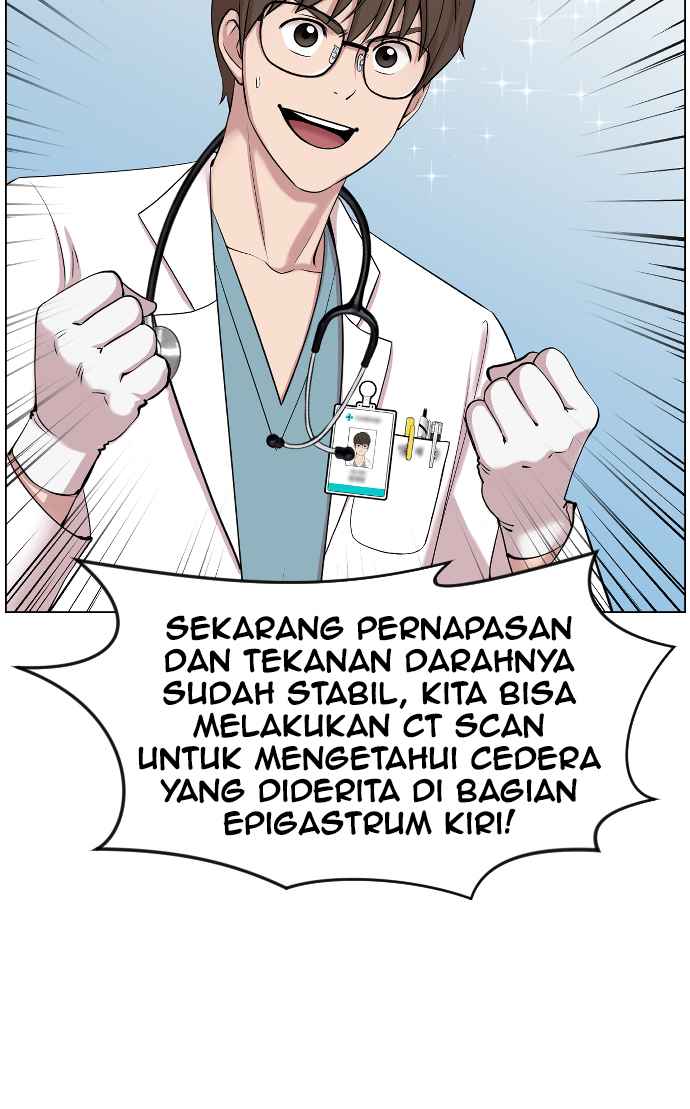 SEKARANG PERNAPASAN
DAN TEKANAN DARAHNYA
SUDAH STABIL, KITA BISA
MELAKUKAN CT SCAN
UNTUK MENGETAHUI CEDERA
YANG DIDERITA DI BAGIAN
EPIGASTRUM KIRI!